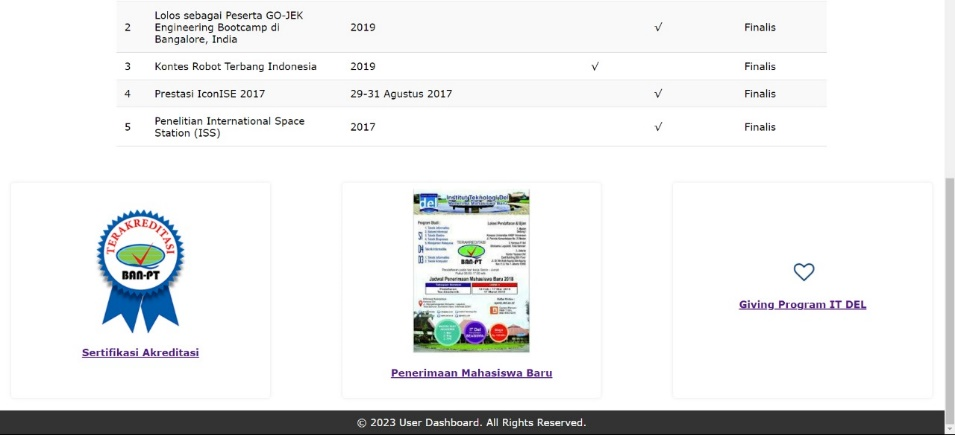 2 Lolos sebagai Peserta GO-JEK Engineering Bootcamp di Bangalore, India 2019 √ Finalis
3 Kontes Robot Terbang Indonesia 2019 √ Finalis
4 Prestasi IconISE 2017 29-31 Agustus 2017 √ Finalis
5 Penelitian International Space Station (ISS) 2017 √ Finalis
TERAKREDITASI
BAN-PT
Sertifikasi Akreditasi
del Institut Teknologi Del
BAN-PT
Jadwal Penerimaan Mahasiswa Baru 2018
IT Del
Penerimaan Mahasiswa Baru
Giving Program IT DEL
© 2023 User Dashboard. All Rights Reserved.